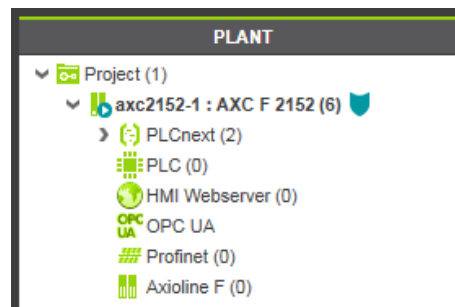 PLANT
Project (1)
axc2152-1 : AXC F 2152 (6)
PLCnext (2)
PLC (0)
HMI Webserver (0)
OPC UA OPC UA
Profinet (0)
Axioline F (0)